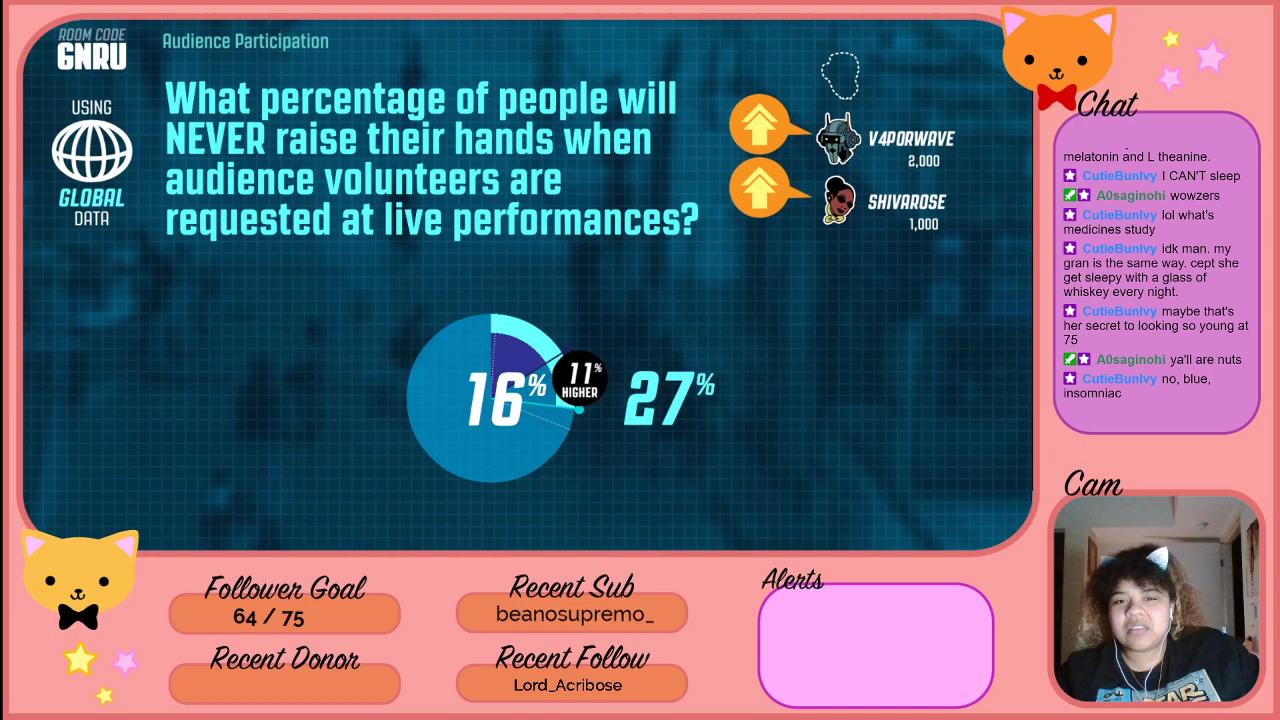 ROOM CODE
GNRU
USING
GLOBAL
DATA
Audience Participation
What percentage of people will
NEVER raise their hands when
audience volunteers are
requested at live performances?
V4PORWAVE
2,000
SHIVAROSE
1,000
16%
11%
HIGHER
27%
Chat
melatonin and L theanine.
CutieBunIvy I CAN'T sleep
A0saginohi wowzers
CutieBunIvy lol what's
medicines study
CutieBunIvy idk man. my
gran is the same way. cept she
get sleepy with a glass of
whiskey every night.
CutieBunIvy maybe that's
her secret to looking so young at
75
A0saginohi ya'll are nuts
CutieBunIvy no, blue,
insomniac
Cam
Follower Goal
64 / 75
Recent Donor
Recent Sub
beanosupremo_
Recent Follow
Lord_Acribose
Alerts